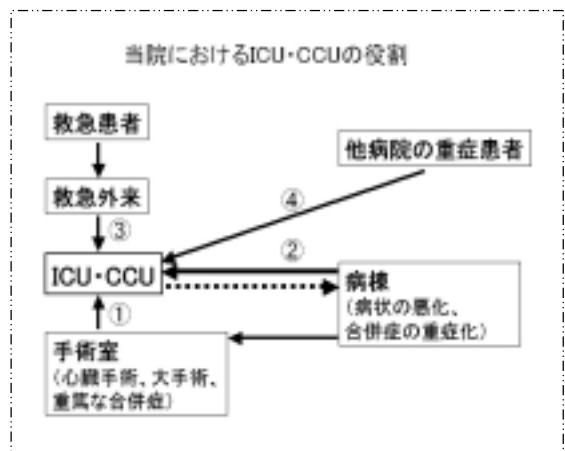 当院におけるICU・CCUの役割
救急患者
他病院の重症患者
救急外来
④
③
②
ICU・CCU
病棟
(病状の悪化、
合併症の重症化)
①
手術室
(心臓手術、大手術、
重篤な合併症)